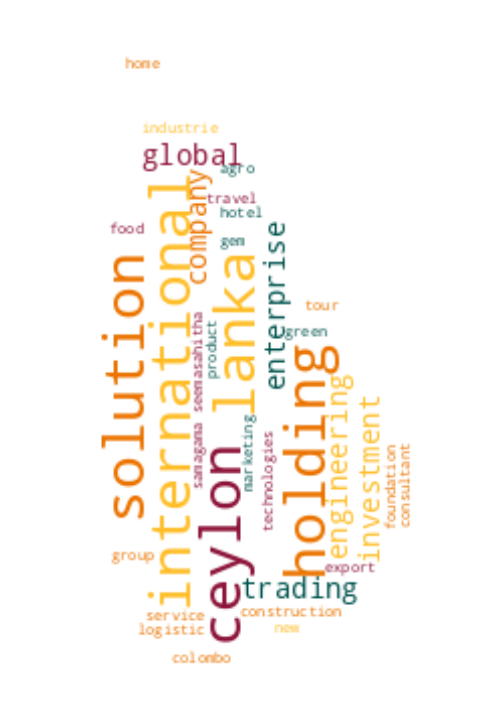 home
industrie
global
agro
travel
hotel
food
company
gem
international
lanka
enterprise
solution
tour
green
product
seemasahitha
holding
engineering
investment
marketing
samagama
technologies
ceylon
foundation
consultant
group
export
trading
service
construction
logistic
new
colombo